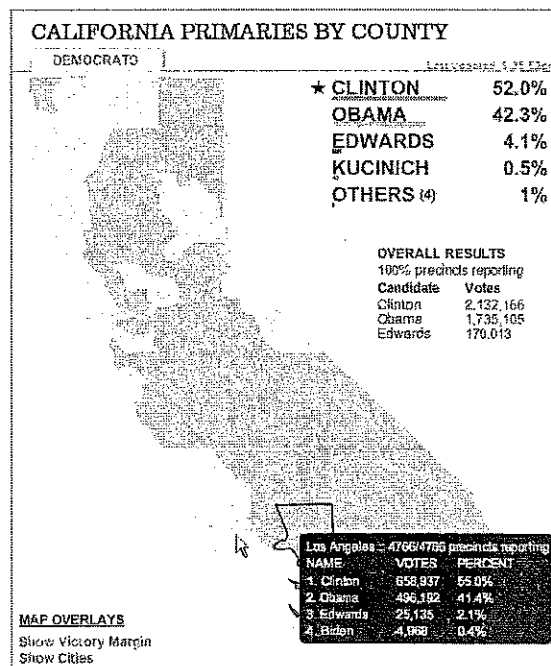 CALIFORNIA PRIMARIES BY COUNTY
DEMOCRATS
★ CLINTON 52.0%
OBAMA 42.3%
EDWARDS 4.1%
KUCINICH 0.5%
OTHERS (4) 1%
OVERALL RESULTS
100% precincts reporting
Candidate Votes
Clinton 2,132,166
Obama 1,735,105
Edwards 170,013
Los Angeles precincts reporting
NAME VOTES PERCENT
1. Clinton 658,937 55.0%
2. Obama 496,192 41.4%
3. Edwards 25,135 2.1%
4. Biden 4,968 0.4%
MAP OVERLAYS
Show Victory Margin
Show Cities